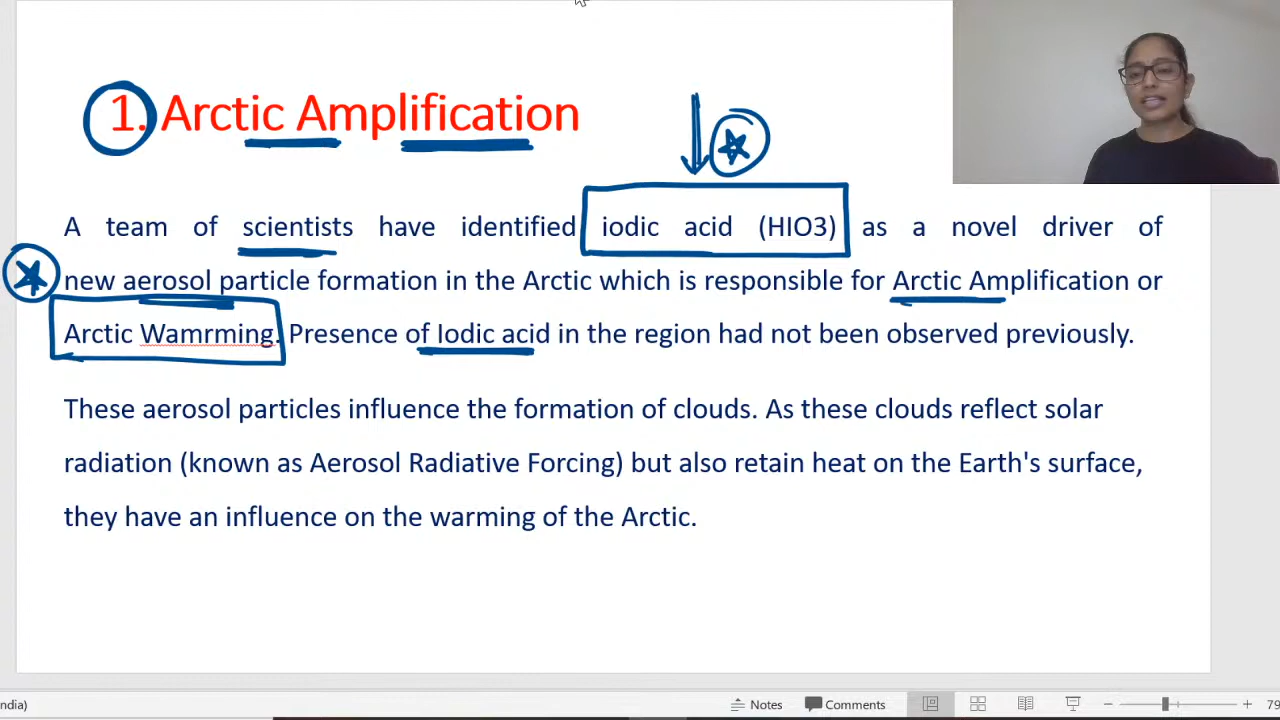 1. Arctic Amplification
A team of scientists have identified iodic acid (HIO3) as a novel driver of
new aerosol particle formation in the Arctic which is responsible for Arctic Amplification or
Arctic Wamrming. Presence of Iodic acid in the region had not been observed previously.
These aerosol particles influence the formation of clouds. As these clouds reflect solar
radiation (known as Aerosol Radiative Forcing) but also retain heat on the Earth's surface,
they have an influence on the warming of the Arctic.
ndia) Notes Comments 79